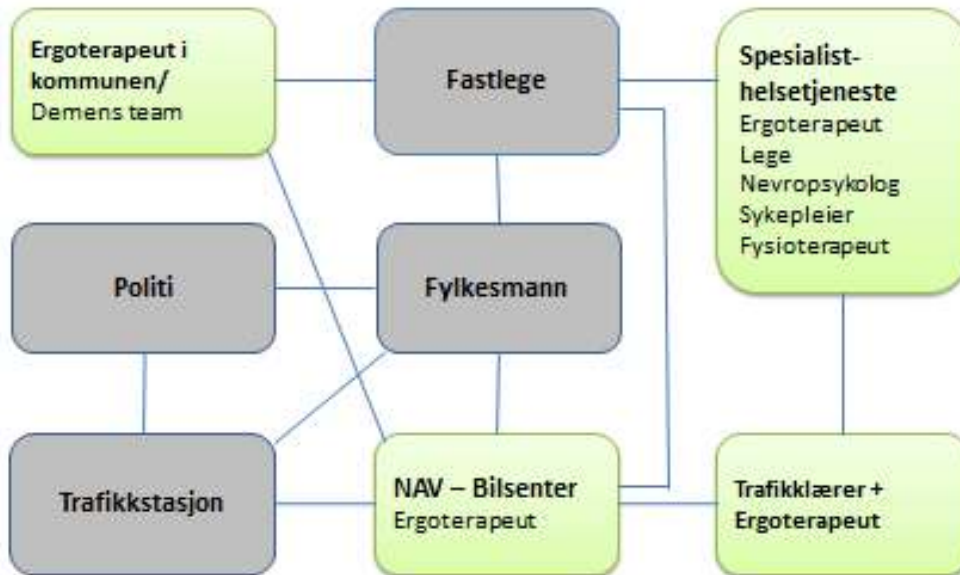 Ergoterapeut i
kommunen/
Demens team
Fastlege
Spesialist-
helsetjeneste
Ergoterapeut
Lege
Nevropsykolog
Sykepleier
Fysioterapeut
Politi
Fylkesmann
Trafikkstasjon
NAV – Bilsenter
Ergoterapeut
Trafikklærer +
Ergoterapeut